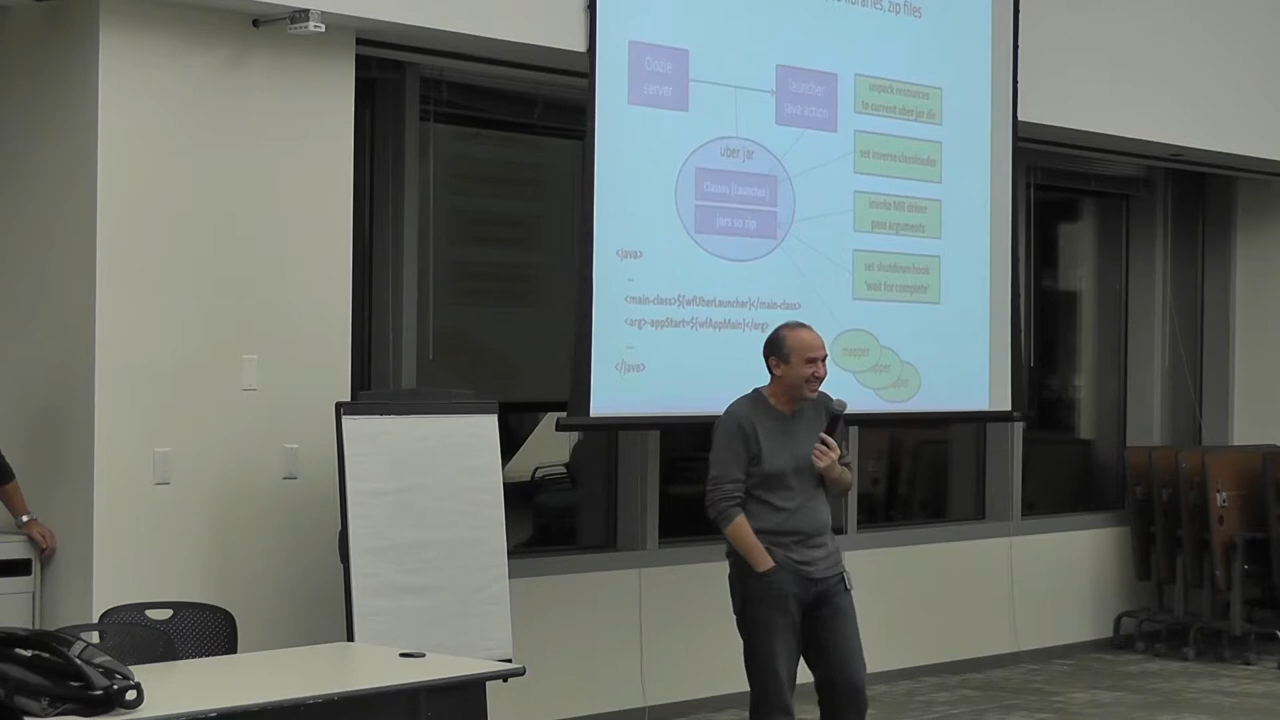 libraries, zip files
Oozie
server
launcher
java action
unpack resources
to current uber jar dir
set inverse classloader
uber jar
Classes (Launcher)
jars so zip
invoke MR driver
pass arguments
set shutdown hook
'wait for complete'
<java>
...
<main-class>${wfUberLauncher}</main-class>
<arg>-appStart=${wfAppMain}</arg>
...
</java>
mapper